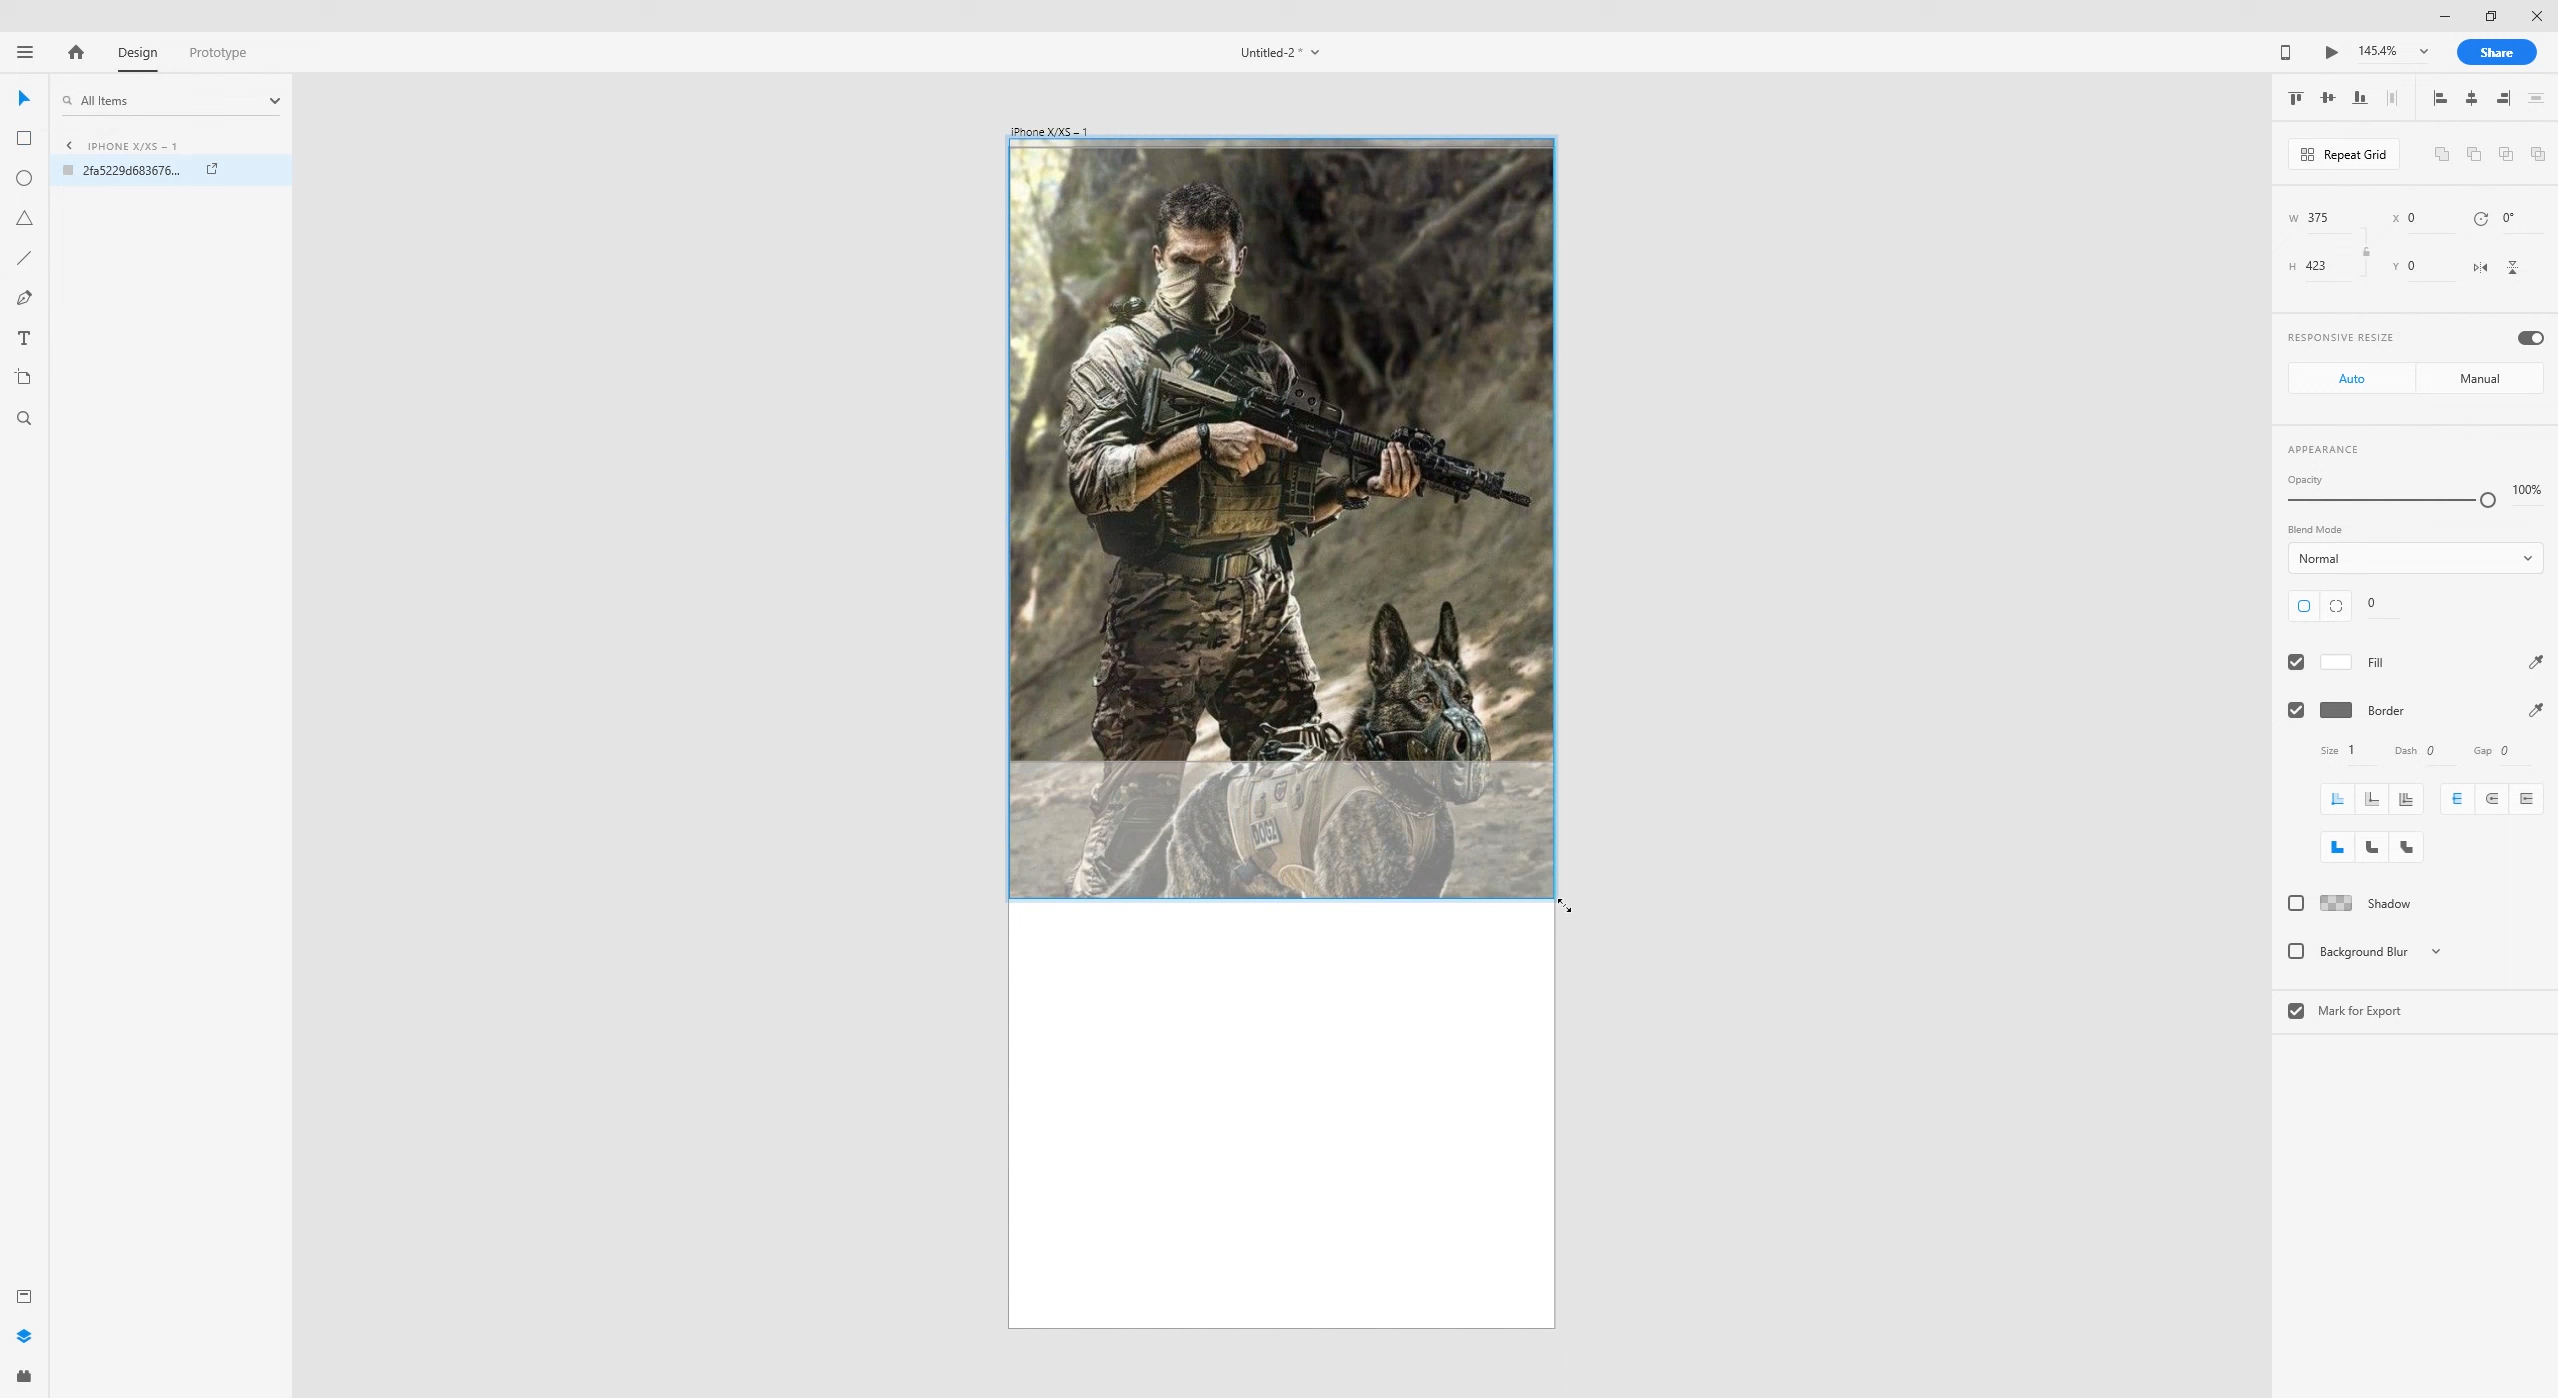 Design
Prototype
Untitled-2 *
145.4%
Share
All Items
IPHONE X/XS – 1
2fa5229d683676...
iPhone X/XS – 1
Repeat Grid
W 375
X 0
0°
H 423
Y 0
RESPONSIVE RESIZE
Auto
Manual
APPEARANCE
Opacity
100%
Blend Mode
Normal
0
Fill
Border
Size 1
Dash 0
Gap 0
Shadow
Background Blur
Mark for Export
DOGZ